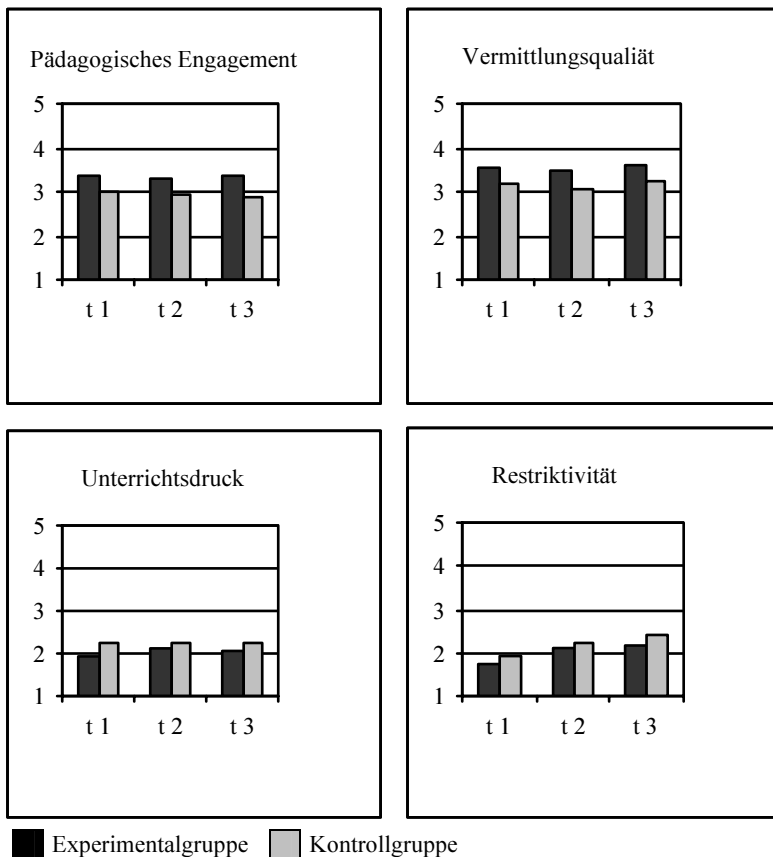 Pädagogisches Engagement
5
4
3
2
1
t 1 t 2 t 3
Vermittlungsqualiät
5
4
3
2
1
t 1 t 2 t 3
Unterrichtsdruck
5
4
3
2
1
t 1 t 2 t 3
Restriktivität
5
4
3
2
1
t 1 t 2 t 3
Experimentalgruppe Kontrollgruppe